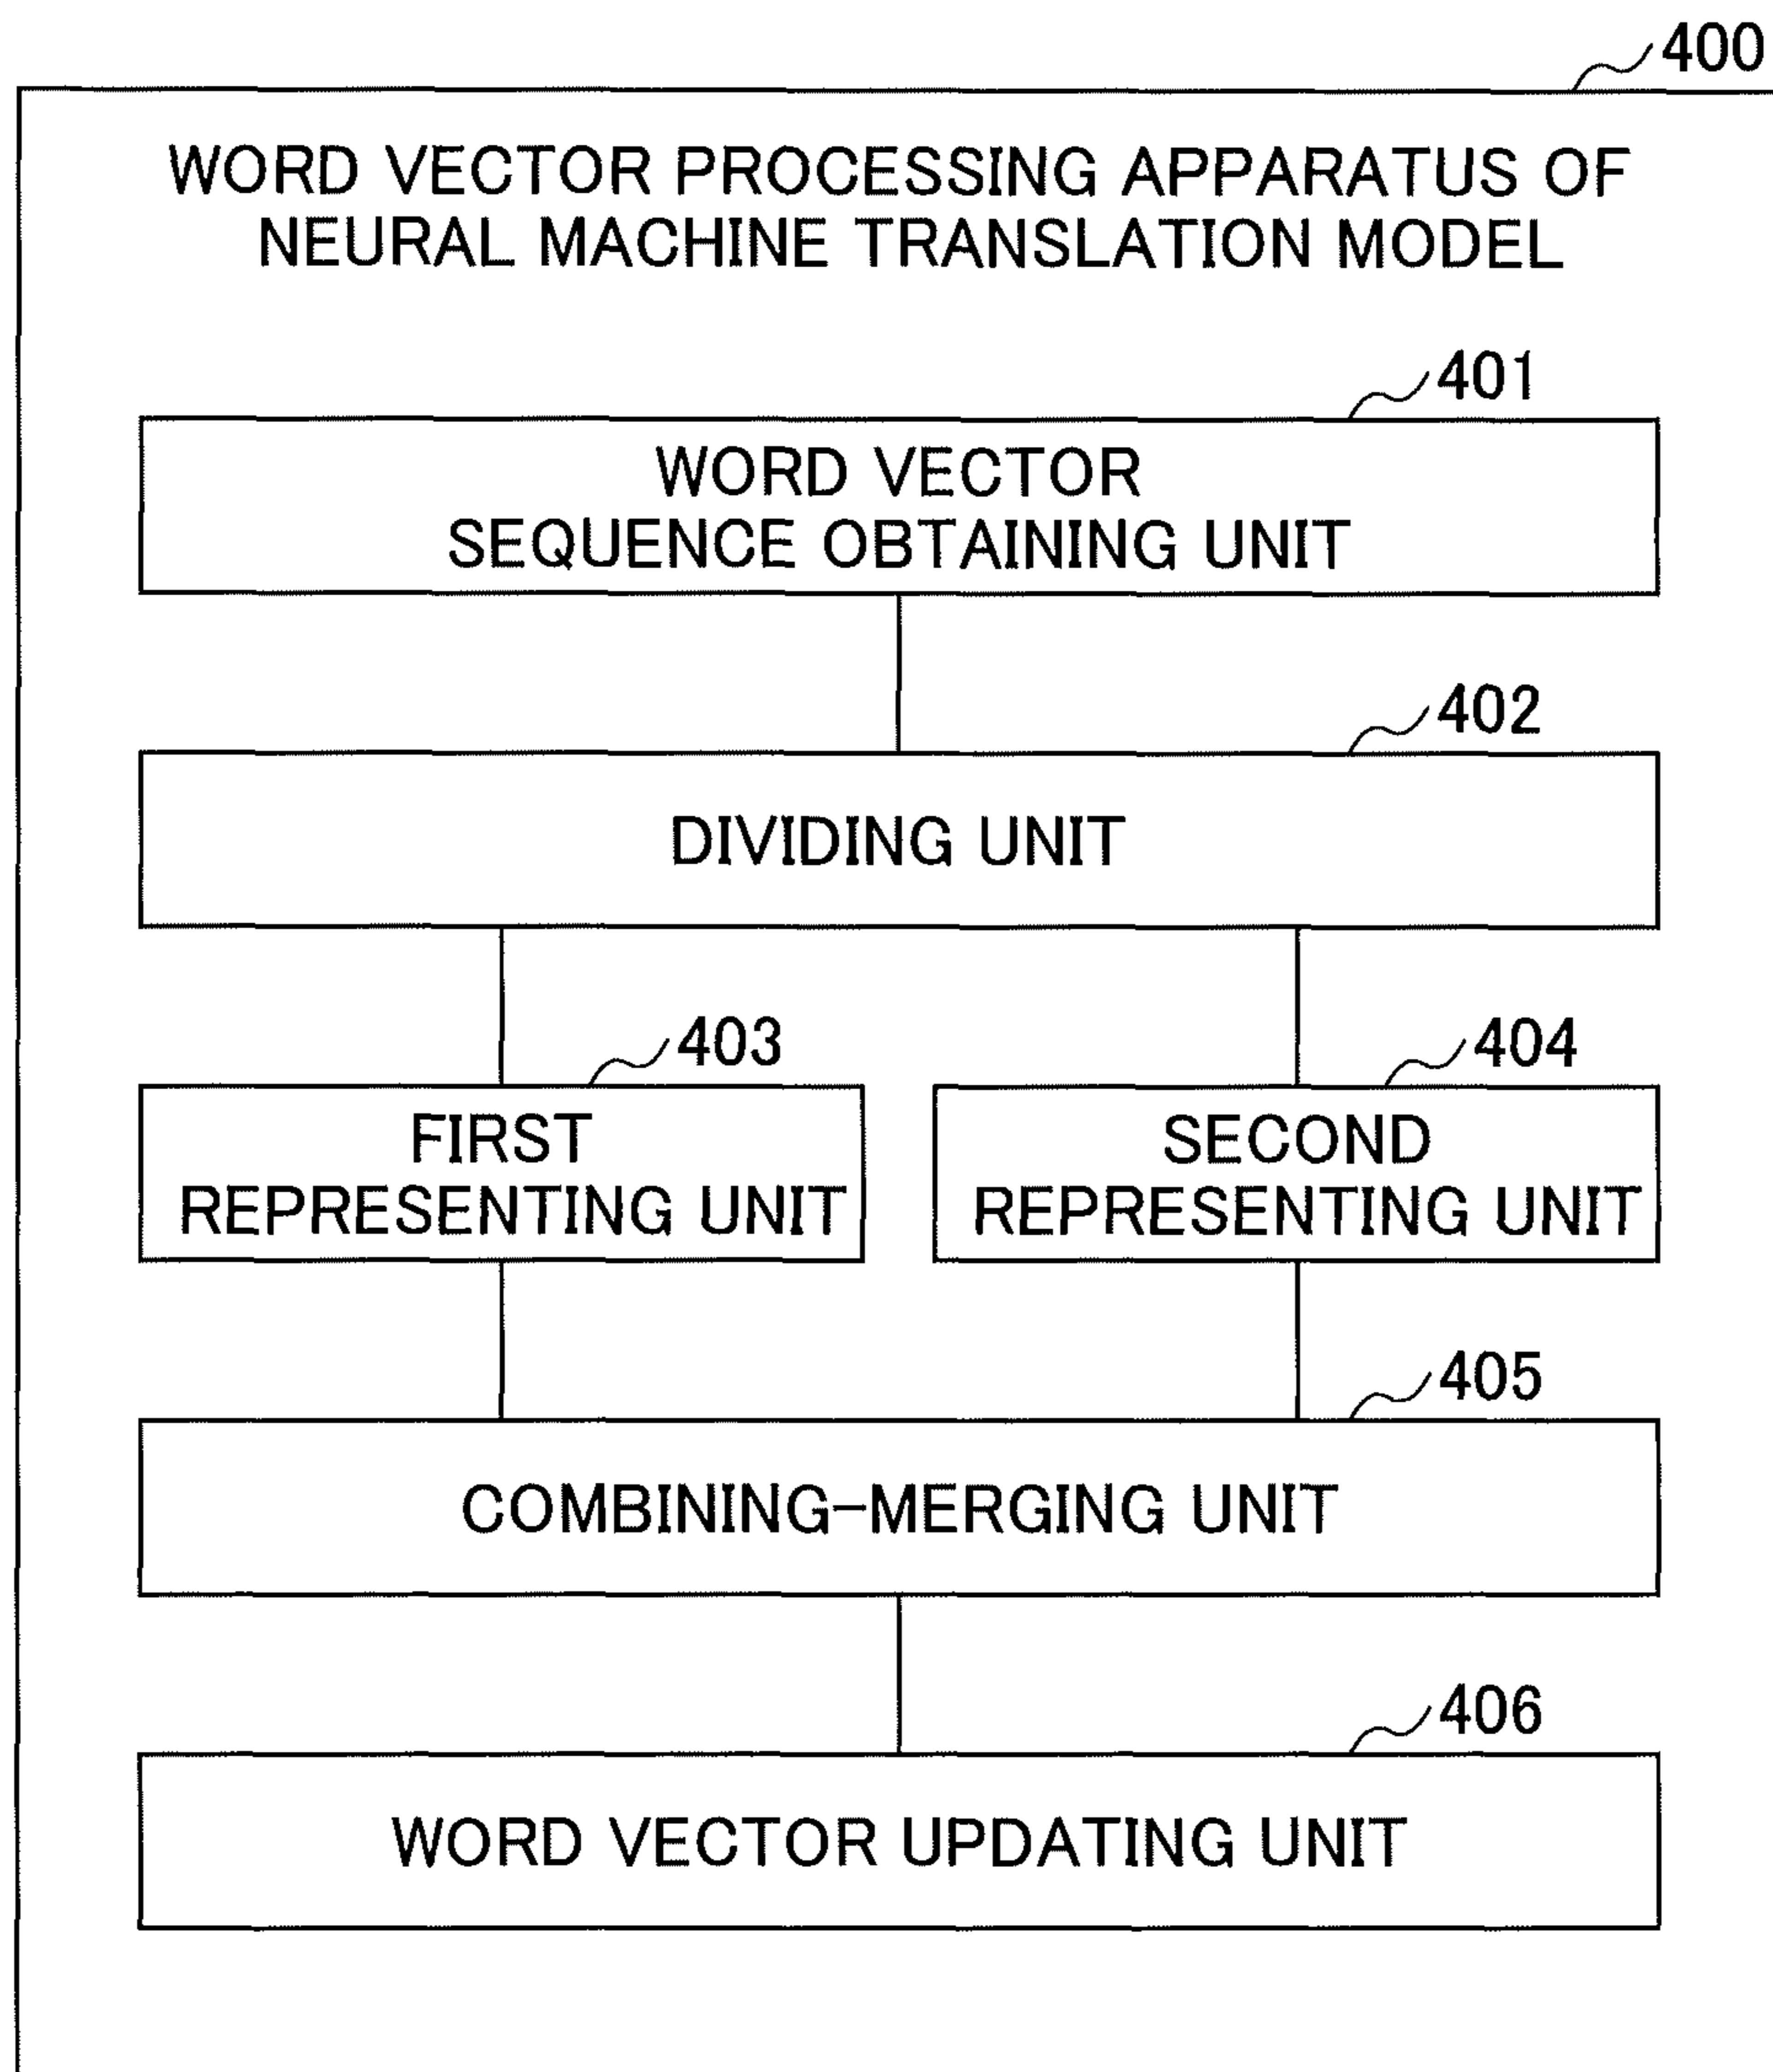 400
WORD VECTOR PROCESSING APPARATUS OF
NEURAL MACHINE TRANSLATION MODEL
401
WORD VECTOR
SEQUENCE OBTAINING UNIT
402
DIVIDING UNIT
403
FIRST
REPRESENTING UNIT
404
SECOND
REPRESENTING UNIT
405
COMBINING-MERGING UNIT
406
WORD VECTOR UPDATING UNIT